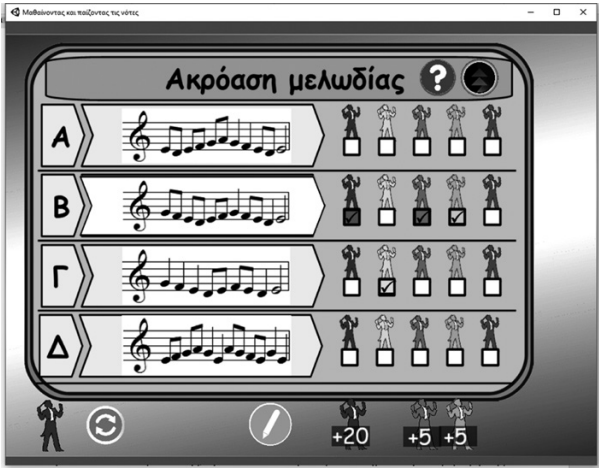 Μαθαίνοντας και παίζοντας τις νότες
Ακρόαση μελωδίας ?
Α
Β
Γ
Δ
+20 +5 +5